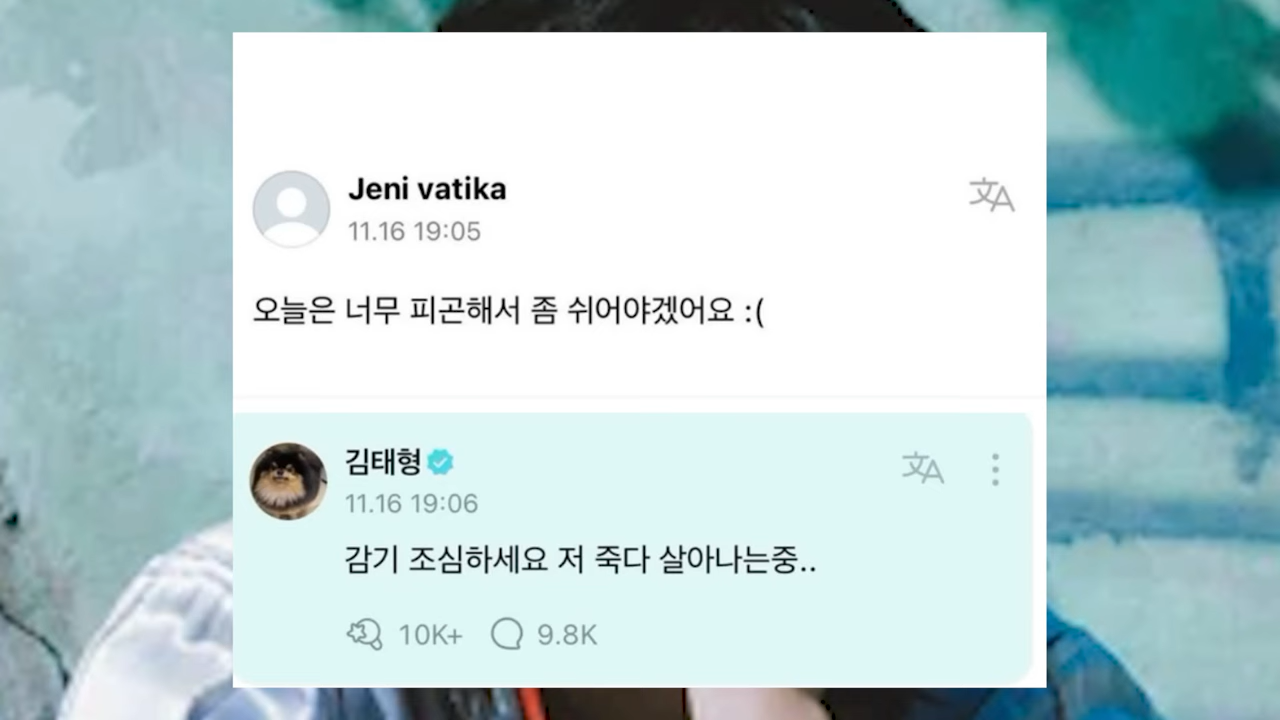 Jeni vatika
11.16 19:05
오늘은 너무 피곤해서 좀 쉬어야겠어요 :(
김태형
11.16 19:06
감기 조심하세요 저 죽다 살아나는중..
10K+ 9.8K